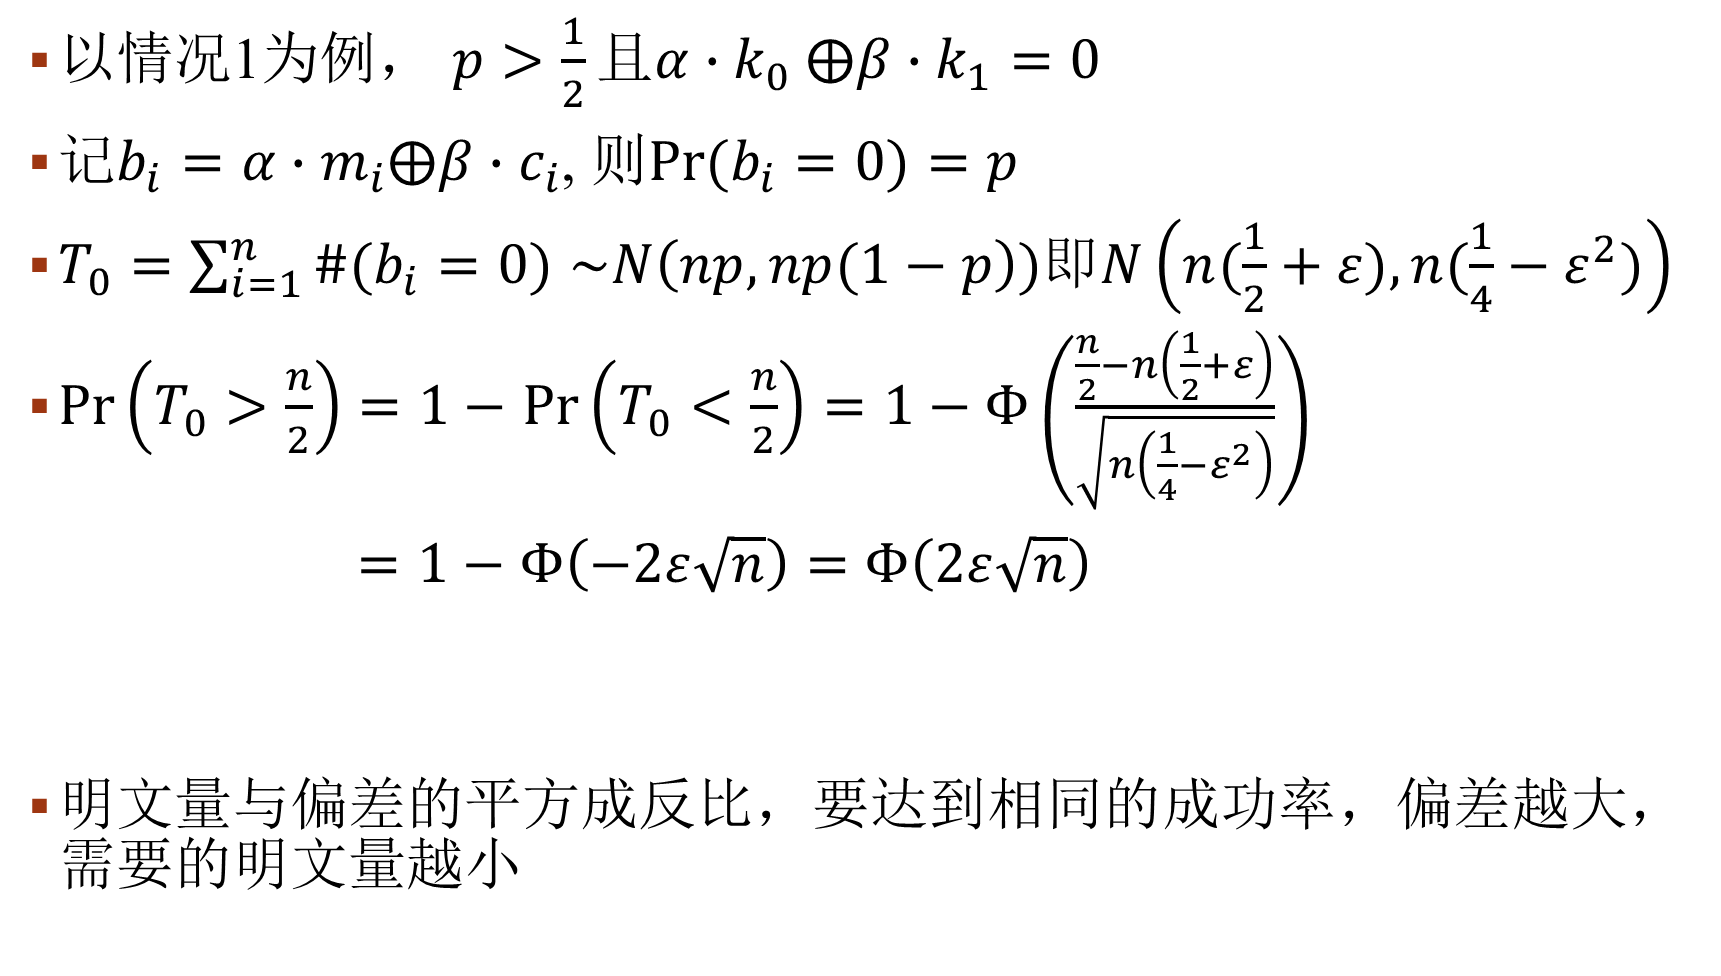 ▪以情况1为例， p > 1/2 且α · k₀ ⊕β · k₁ = 0
▪记bᵢ = α · mᵢ⊕β · cᵢ, 则Pr(bᵢ = 0) = p
▪T₀ = ∑ᵢ₌₁ⁿ #(bᵢ = 0) ~N(np, np(1 − p))即N(n(1/2 + ε), n(1/4 − ε²))
▪Pr(T₀ > n/2) = 1 − Pr(T₀ < n/2) = 1 − Φ((n/2−n(1/2+ε))/√(n(1/4−ε²)))
= 1 − Φ(−2ε√n) = Φ(2ε√n)
▪明文量与偏差的平方成反比，要达到相同的成功率，偏差越大，
需要的明文量越小